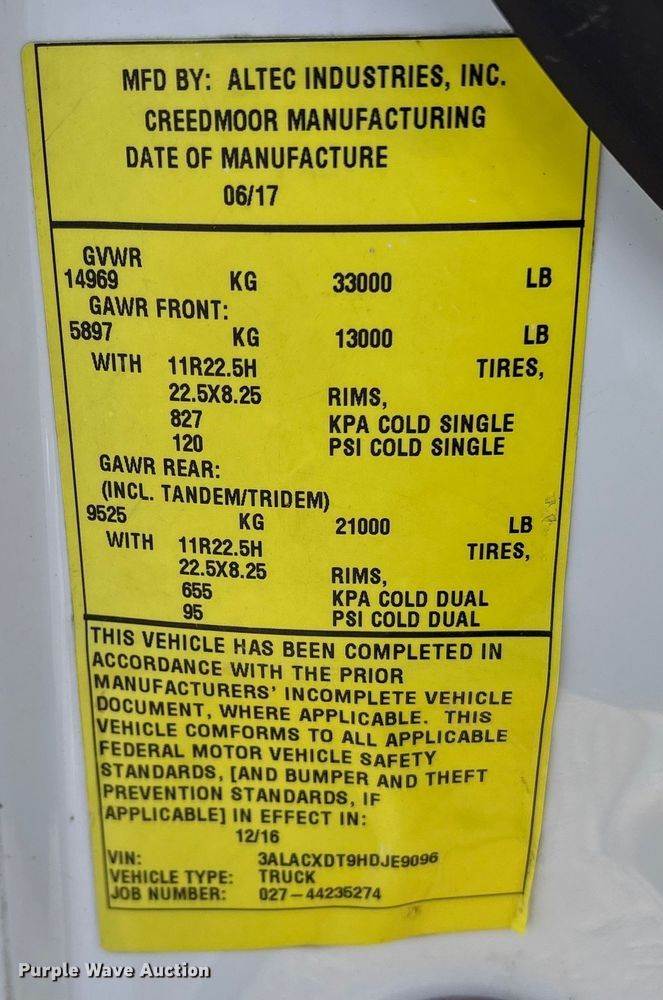 MFD BY: ALTEC INDUSTRIES, INC.
CREEDMOOR MANUFACTURING
DATE OF MANUFACTURE
06/17
GVWR
14969 KG 33000 LB
GAWR FRONT:
5897 KG 13000 LB
WITH 11R22.5H TIRES,
22.5X8.25 RIMS,
827 KPA COLD SINGLE
120 PSI COLD SINGLE
GAWR REAR:
(INCL. TANDEM/TRIDEM)
9525 KG 21000 LB
WITH 11R22.5H TIRES,
22.5X8.25 RIMS,
655 KPA COLD DUAL
95 PSI COLD DUAL
THIS VEHICLE HAS BEEN COMPLETED IN
ACCORDANCE WITH THE PRIOR
MANUFACTURERS' INCOMPLETE VEHICLE
DOCUMENT, WHERE APPLICABLE. THIS
VEHICLE COMFORMS TO ALL APPLICABLE
FEDERAL MOTOR VEHICLE SAFETY
STANDARDS, [AND BUMPER AND THEFT
PREVENTION STANDARDS, IF
APPLICABLE] IN EFFECT IN:
12/16
VIN: 3ALACXDT9HDJE9096
VEHICLE TYPE: TRUCK
JOB NUMBER: 027-44235274
Purple Wave Auction